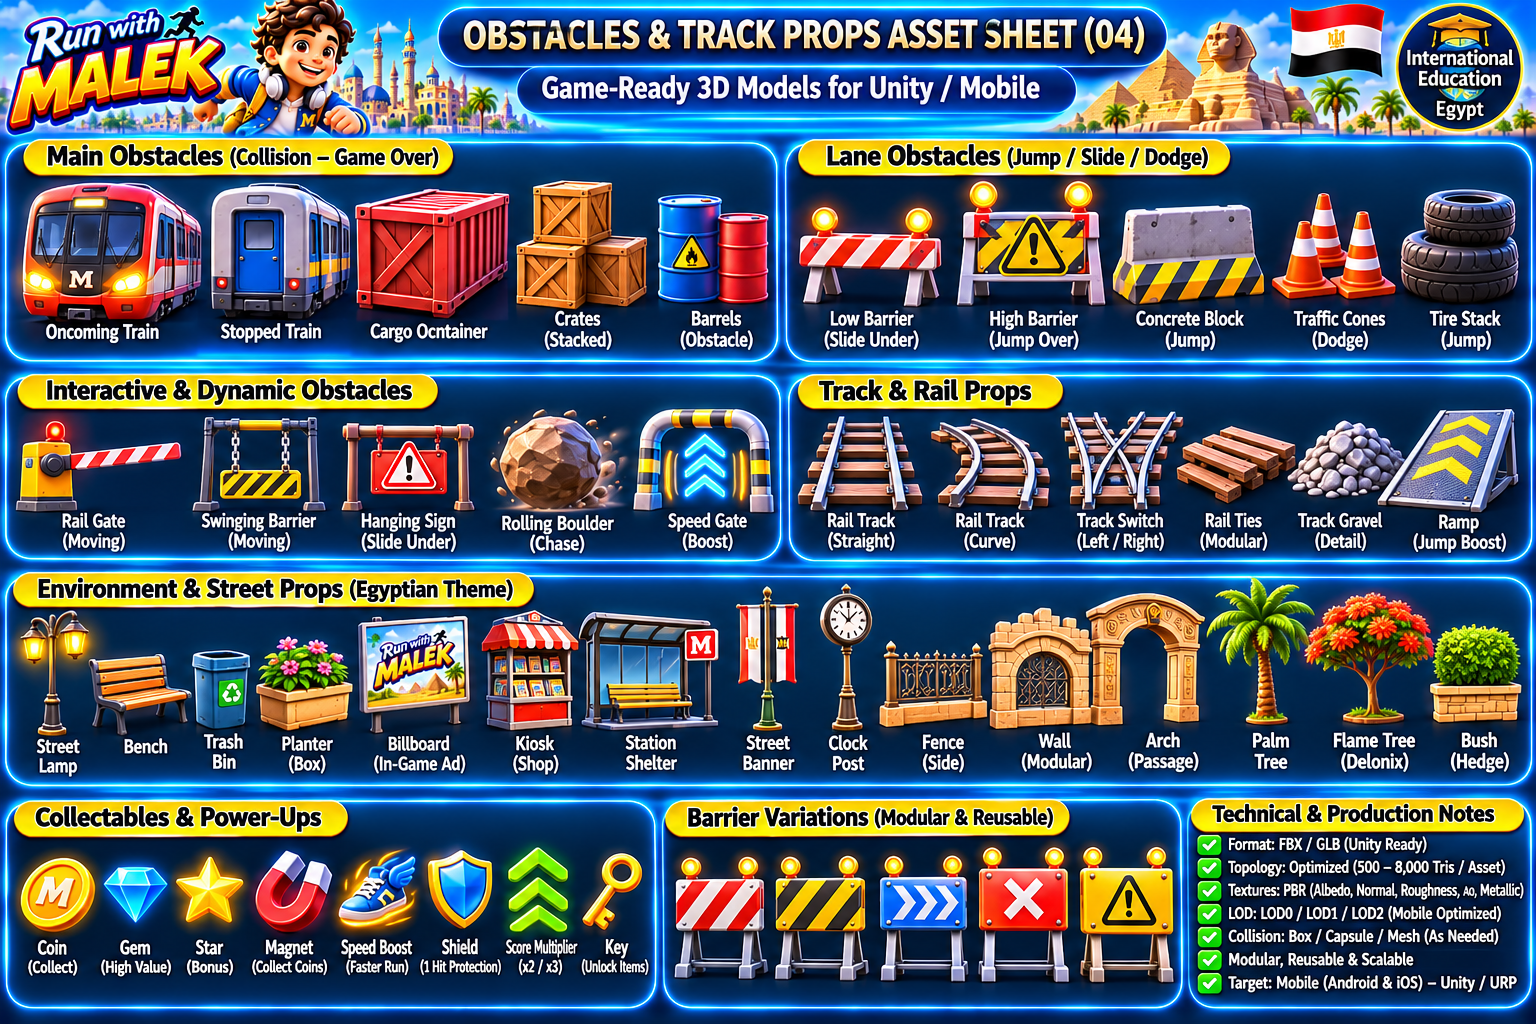 Run with
MALEK
M
OBSTACLES & TRACK PROPS ASSET SHEET (04)
Game-Ready 3D Models for Unity / Mobile
International
Education
Egypt
Main Obstacles (Collision – Game Over)
M
Oncoming Train
Stopped Train
Cargo Ocntainer
Crates
(Stacked)
Barrels
(Obstacle)
Lane Obstacles (Jump / Slide / Dodge)
Low Barrier
(Slide Under)
High Barrier
(Jump Over)
Concrete Block
(Jump)
Traffic Cones
(Dodge)
Tire Stack
(Jump)
Interactive & Dynamic Obstacles
Rail Gate
(Moving)
Swinging Barrier
(Moving)
Hanging Sign
(Slide Under)
Rolling Boulder
(Chase)
Speed Gate
(Boost)
Track & Rail Props
Rail Track
(Straight)
Rail Track
(Curve)
Track Switch
(Left / Right)
Rail Ties
(Modular)
Track Gravel
(Detail)
Ramp
(Jump Boost)
Environment & Street Props (Egyptian Theme)
Run with
MALEK
M
Street
Lamp
Bench
Trash
Bin
Planter
(Box)
Billboard
(In-Game Ad)
Kiosk
(Shop)
Station
Shelter
Street
Banner
Clock
Post
Fence
(Side)
Wall
(Modular)
Arch
(Passage)
Palm
Tree
Flame Tree
(Delonix)
Bush
(Hedge)
Collectables & Power-Ups
M
Coin
(Collect)
Gem
(High Value)
Star
(Bonus)
Magnet
(Collect Coins)
Speed Boost
(Faster Run)
Shield
(1 Hit Protection)
Score Multiplier
(x2 / x3)
Key
(Unlock Items)
Barrier Variations (Modular & Reusable)
Technical & Production Notes
Format: FBX / GLB (Unity Ready)
Topology: Optimized (500 – 8,000 Tris / Asset)
Textures: PBR (Albedo, Normal, Roughness, Ao, Metallic)
LOD: LOD0 / LOD1 / LOD2 (Mobile Optimized)
Collision: Box / Capsule / Mesh (As Needed)
Modular, Reusable & Scalable
Target: Mobile (Android & iOS) – Unity / URP